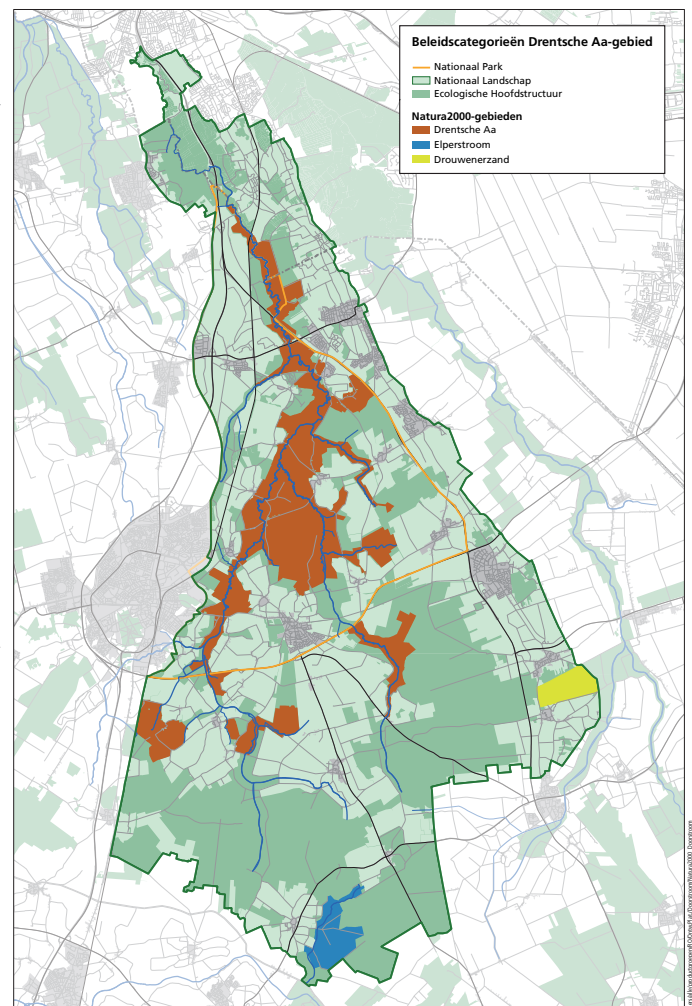 Beleidscategorieën Drentsche Aa-gebied
Nationaal Park
Nationaal Landschap
Ecologische Hoofdstructuur
Natura2000-gebieden
Drentsche Aa
Elperstroom
Drouwenerzand